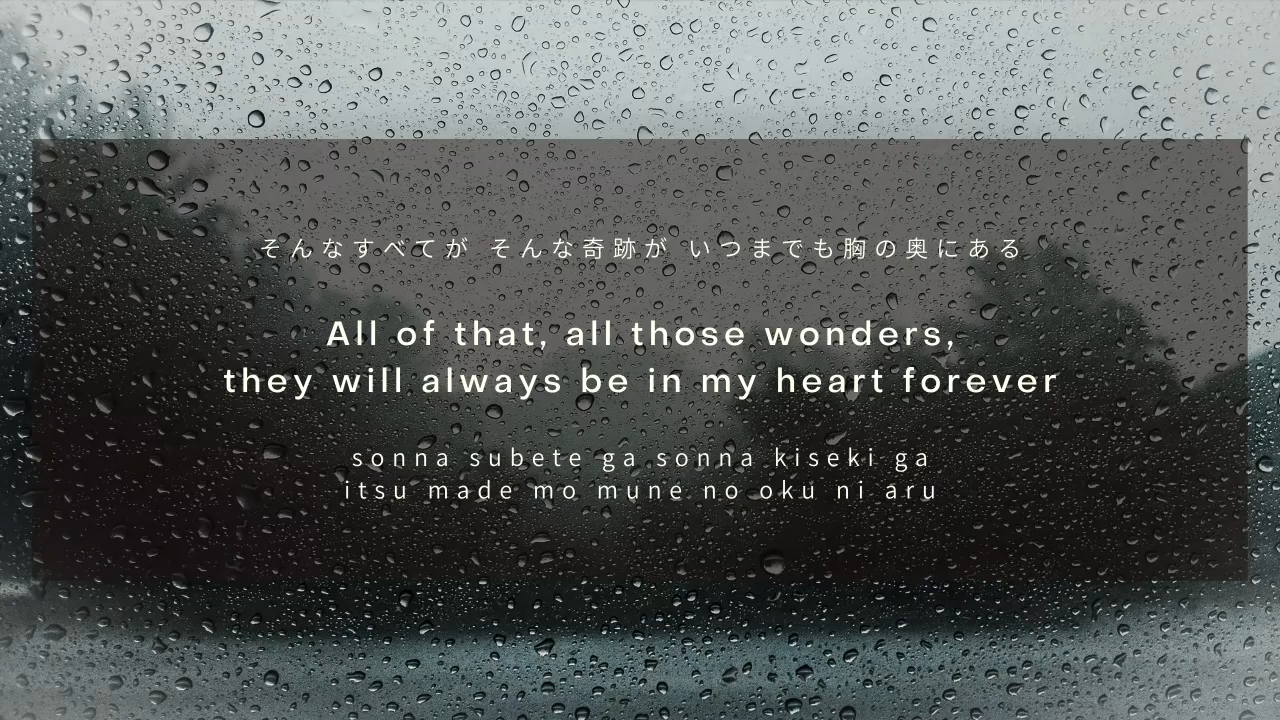 そんなすべてが そんな奇跡が いつまでも胸の奥にある
All of that, all those wonders,
they will always be in my heart forever
sonna subete ga sonna kiseki ga
itsu made mo mune no oku ni aru